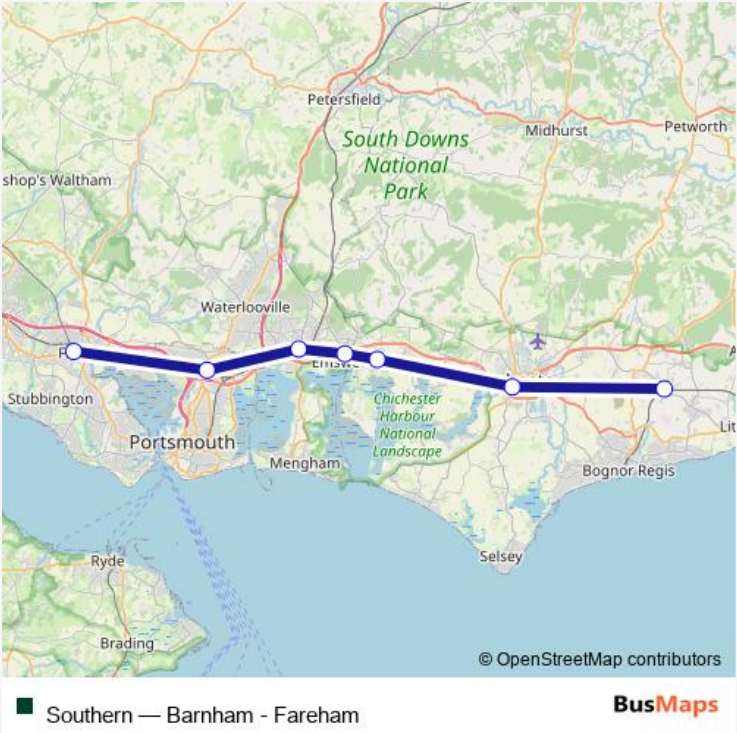 Petersfield
Midhurst
Petworth
South Downs
National
Park
shop's Waltham
Waterlooville
Stubbington
Chichester
Harbour
National
Landscape
Portsmouth
Mengham
Bognor Regis
Selsey
Ryde
Brading
© OpenStreetMap contributors
BusMaps
Southern — Barnham - Fareham